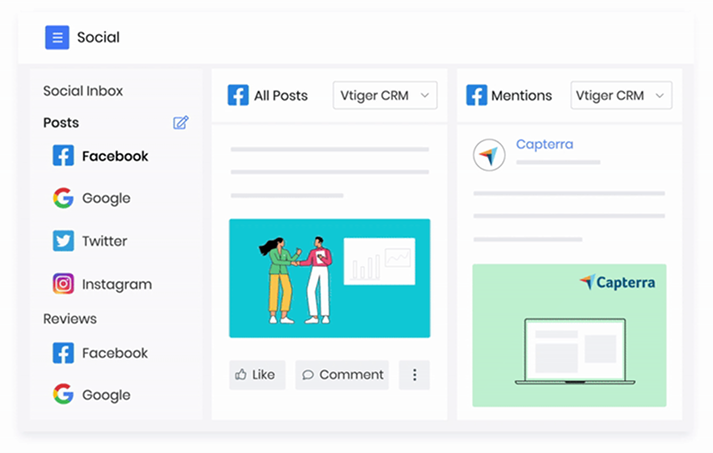 Social
Social Inbox
Posts
Facebook
Google
Twitter
Instagram
Reviews
Facebook
Google
All Posts
Vtiger CRM
Like
Comment
Mentions
Vtiger CRM
Capterra
Capterra